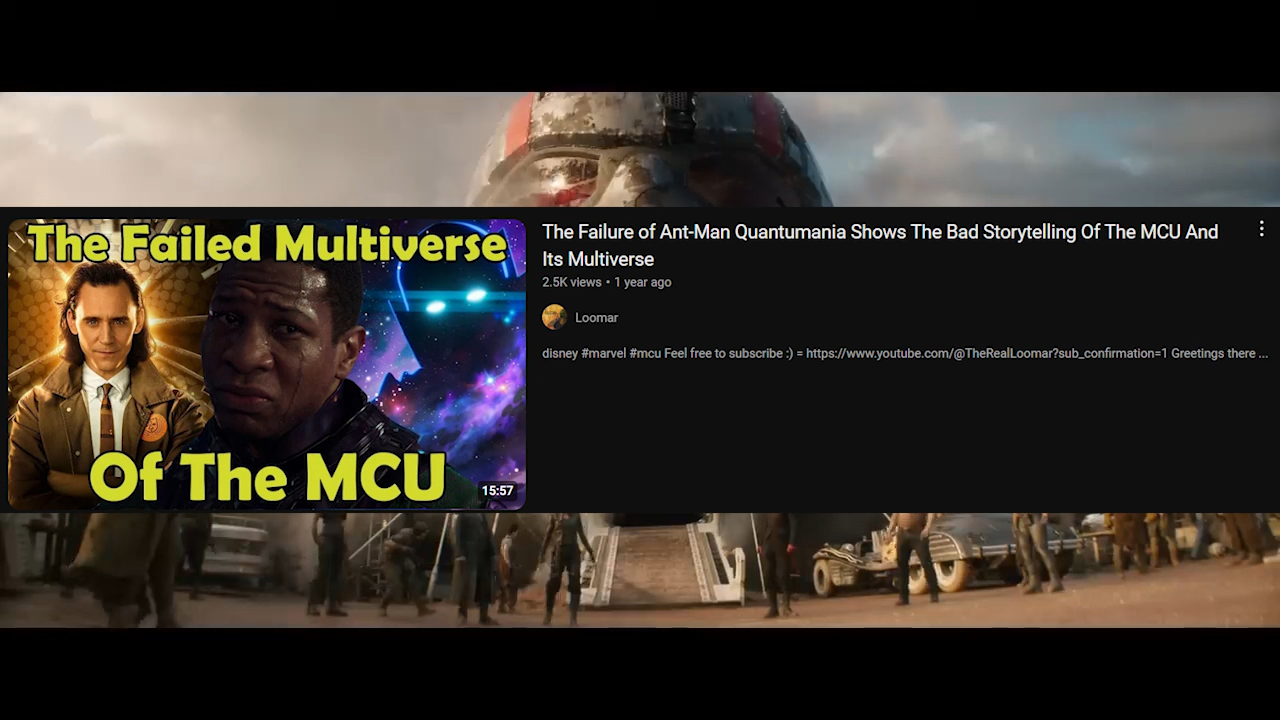 The Failed Multiverse
Of The MCU
15:57
The Failure of Ant-Man Quantumania Shows The Bad Storytelling Of The MCU And
Its Multiverse
2.5K views • 1 year ago
Loomar
disney #marvel #mcu Feel free to subscribe :) = https://www.youtube.com/@TheRealLoomar?sub_confirmation=1 Greetings there ...